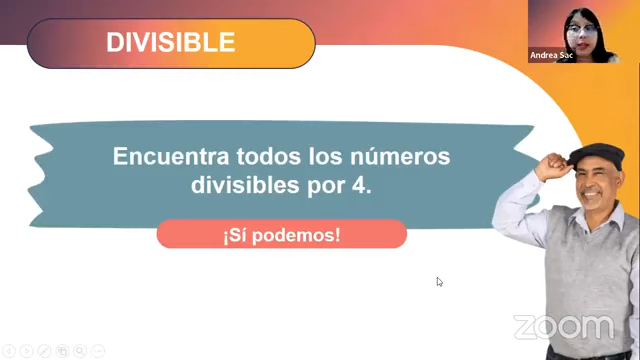 DIVISIBLE
Andrea Sac
Encuentra todos los números
divisibles por 4.
¡Sí podemos!
zoom